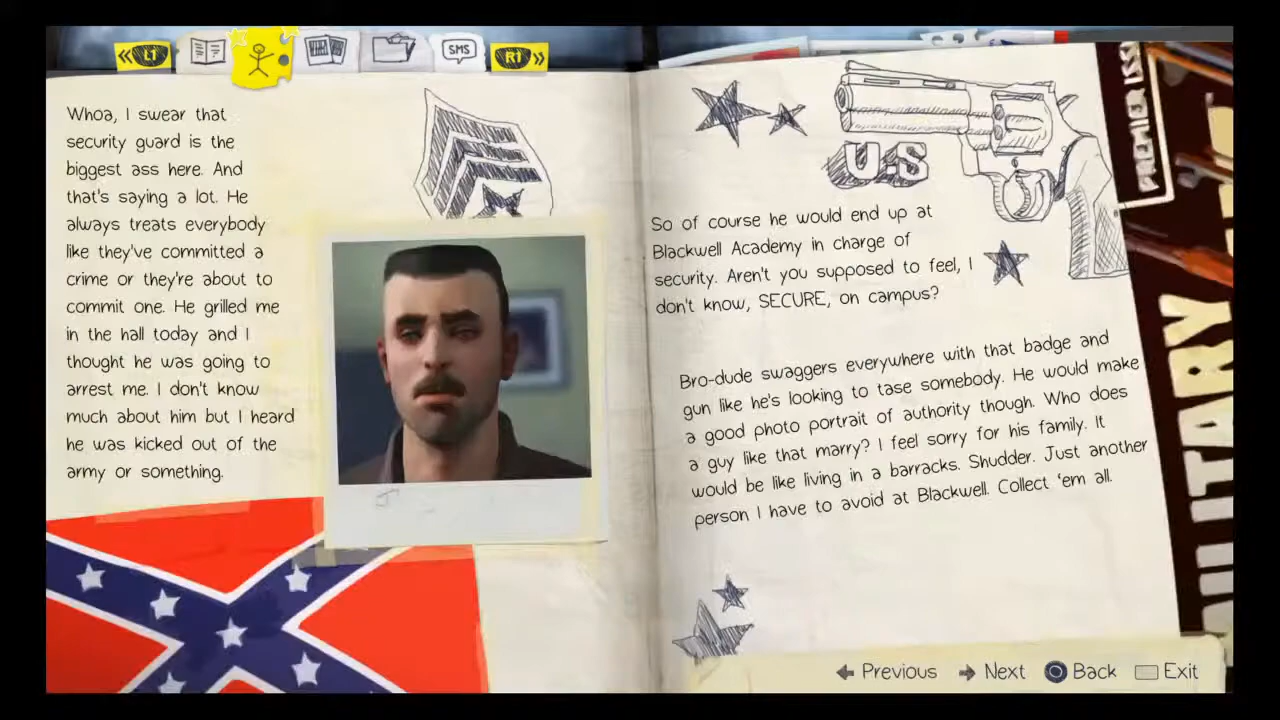 L1
SMS
R1
Whoa, I swear that
security guard is the
biggest ass here. And
that's saying a lot. He
always treats everybody
like they've committed a
crime or they're about to
commit one. He grilled me
in the hall today and I
thought he was going to
arrest me. I don't know
much about him but I heard
he was kicked out of the
army or something.
U.S
So of course he would end up at
Blackwell Academy in charge of
security. Aren't you supposed to feel, I
don't know, SECURE, on campus?
Bro-dude swaggers everywhere with that badge and
gun like he's looking to tase somebody. He would make
a good photo portrait of authority though. Who does
a guy like that marry? I feel sorry for his family. It
would be like living in a barracks. Shudder. Just another
person I have to avoid at Blackwell. Collect 'em all.
PREMIER
MILITARY
Previous
Next
Back
Exit